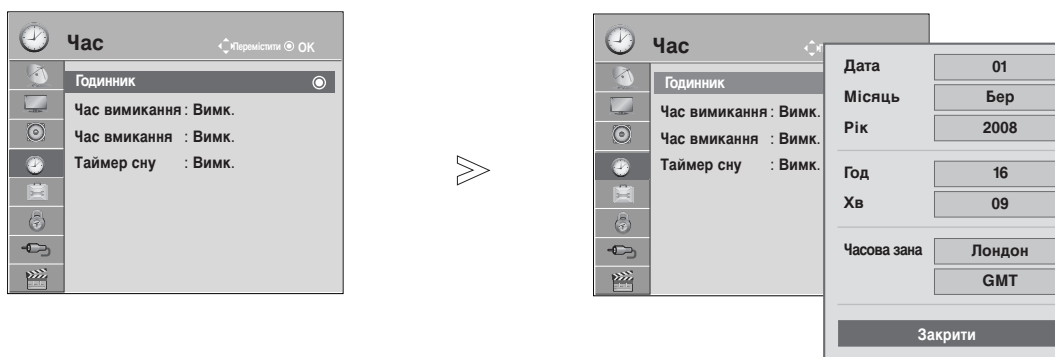 Час
Перемістити OK
Годинник
Час вимикання : Вимк.
Час вмикання : Вимк.
Таймер сну : Вимк.
Час
Годинник
Час вимикання : Вимк.
Час вмикання : Вимк.
Таймер сну : Вимк.
Дата 01
Місяць Бер
Рік 2008
Год 16
Хв 09
Часова зана Лондон
GMT
Закрити